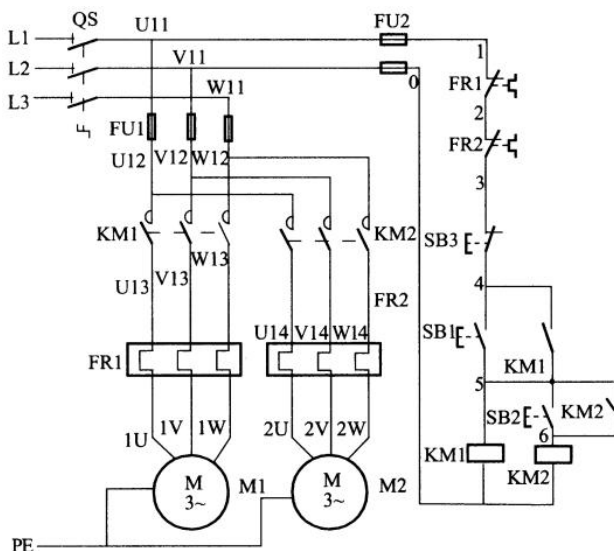 QS
U11
FU2
L1
1
V11
L2
0
FR1
W11
L3
2
FU1
FR2
U12
V12
W12
3
KM1
KM2
SB3
W13
V13
U13
4
FR2
U14
V14
W14
SB1
FR1
KM1
5
KM2
SB2
1U
1V
1W
2U
2V
2W
6
KM1
M
3~
M1
M
3~
M2
KM2
PE